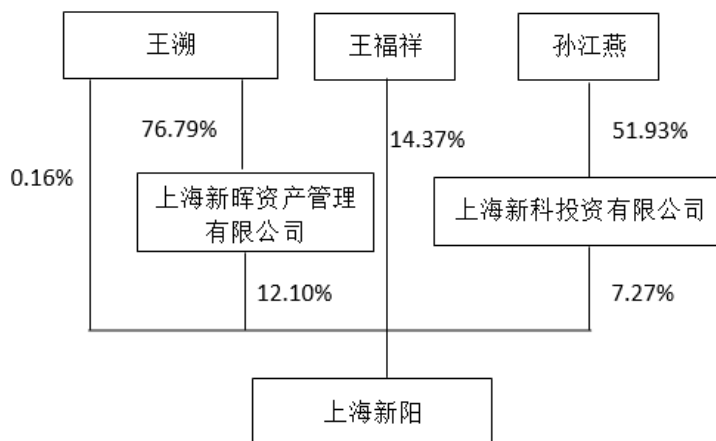 王溯
王福祥
孙江燕
76.79%
14.37%
51.93%
0.16%
上海新晖资产管理
有限公司
上海新科投资有限公司
12.10%
7.27%
上海新阳